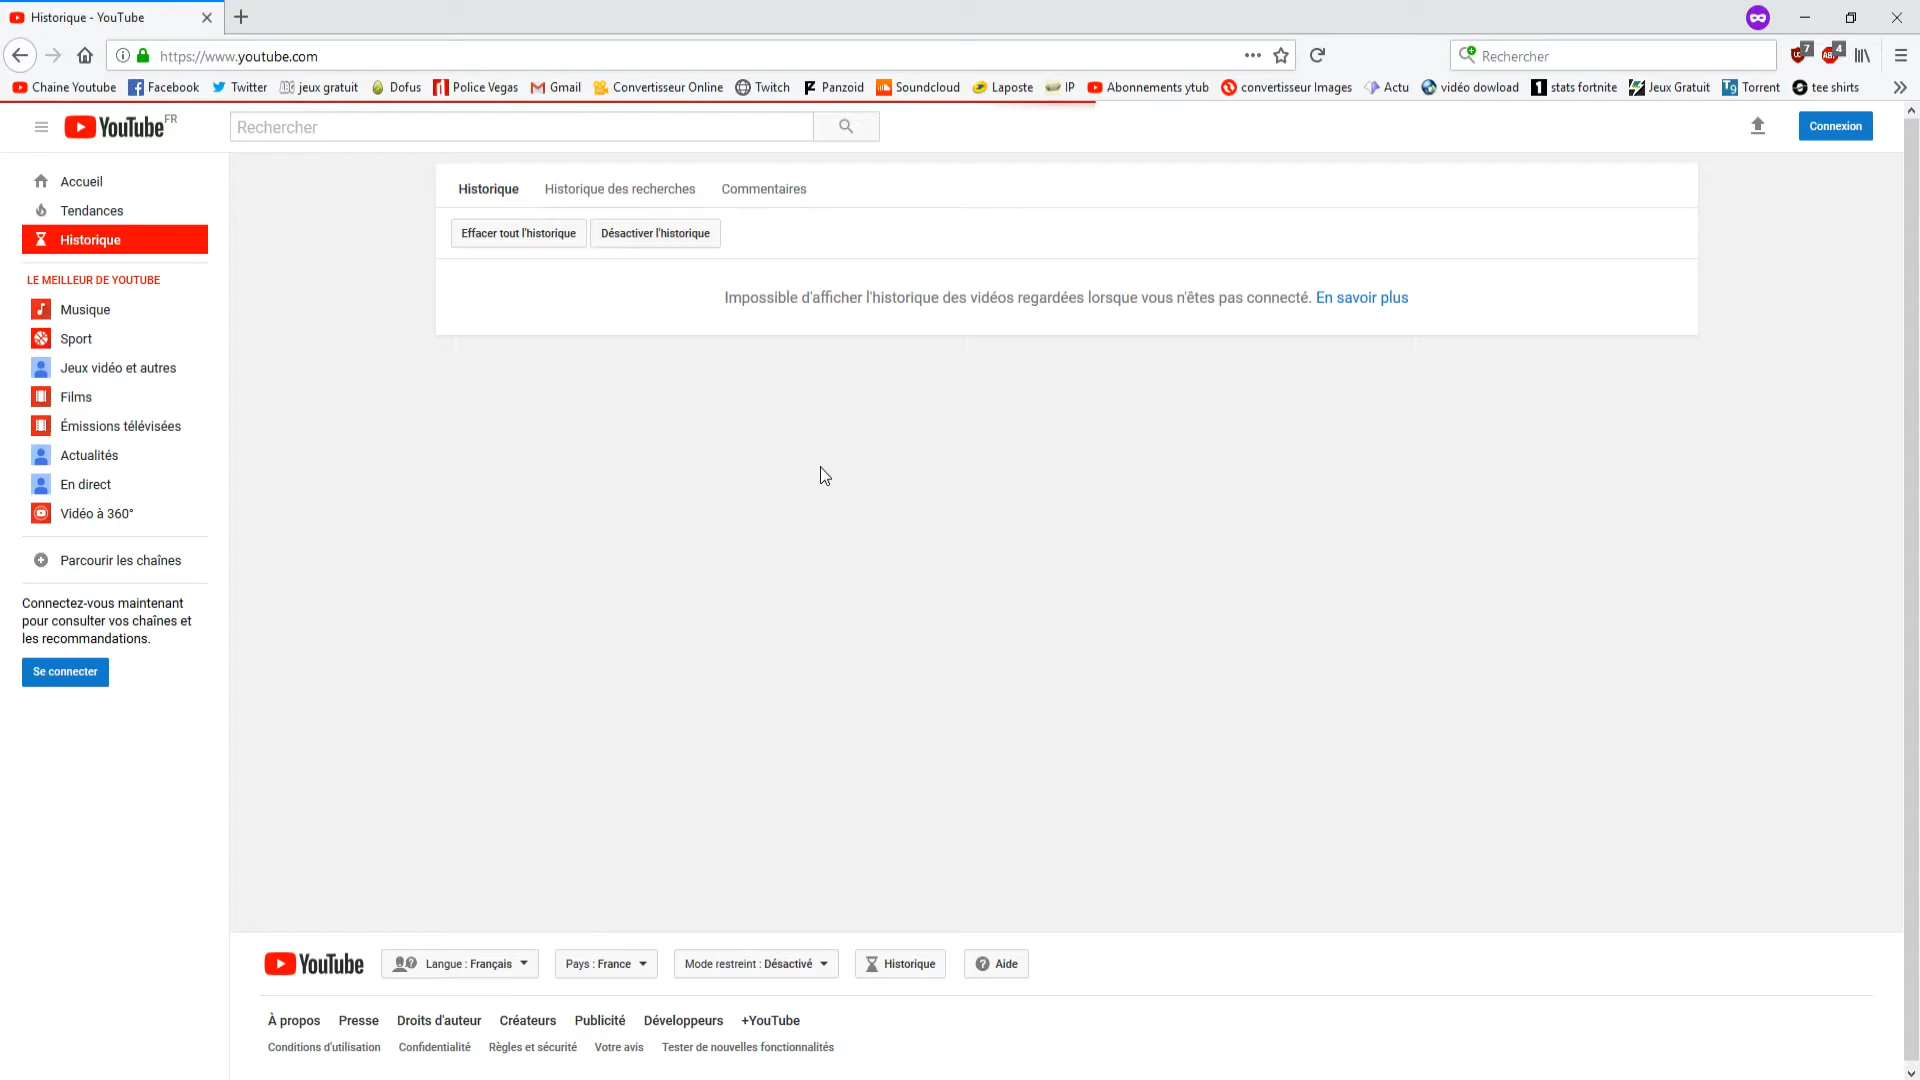 Historique - YouTube
https://www.youtube.com
Rechercher
7
4
Chaine Youtube Facebook Twitter jeux gratuit Dofus Police Vegas Gmail Convertisseur Online Twitch Panzoid Soundcloud Laposte IP Abonnements ytub convertisseur Images Actu vidéo dowload stats fortnite Jeux Gratuit Torrent tee shirts
YouTube FR
Rechercher
Connexion
Accueil
Tendances
Historique
LE MEILLEUR DE YOUTUBE
Musique
Sport
Jeux vidéo et autres
Films
Émissions télévisées
Actualités
En direct
Vidéo à 360°
Parcourir les chaînes
Connectez-vous maintenant
pour consulter vos chaînes et
les recommandations.
Se connecter
Historique Historique des recherches Commentaires
Effacer tout l'historique Désactiver l'historique
Impossible d'afficher l'historique des vidéos regardées lorsque vous n'êtes pas connecté. En savoir plus
YouTube Langue : Français Pays : France Mode restreint : Désactivé Historique Aide
À propos Presse Droits d'auteur Créateurs Publicité Développeurs +YouTube
Conditions d'utilisation Confidentialité Règles et sécurité Votre avis Tester de nouvelles fonctionnalités